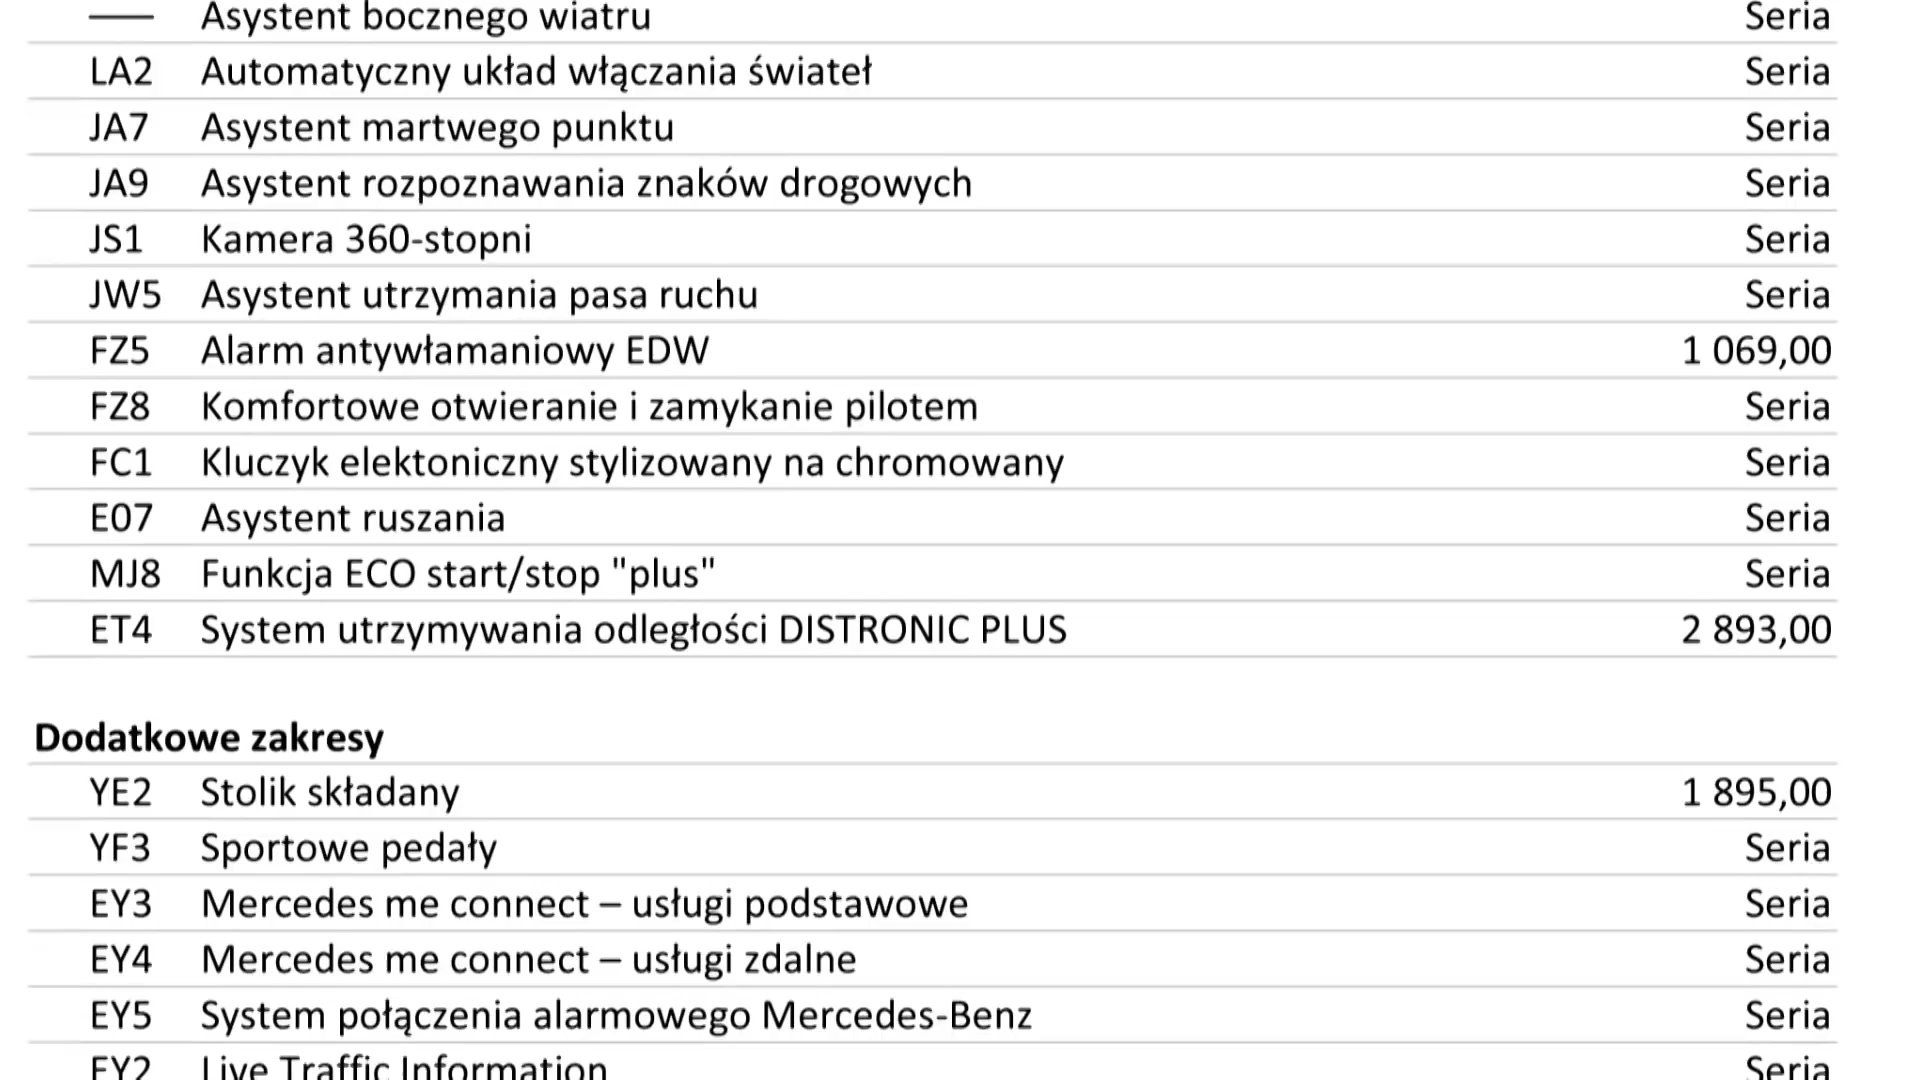 — Asystent bocznego wiatru Seria
LA2 Automatyczny układ włączania świateł Seria
JA7 Asystent martwego punktu Seria
JA9 Asystent rozpoznawania znaków drogowych Seria
JS1 Kamera 360-stopni Seria
JW5 Asystent utrzymania pasa ruchu Seria
FZ5 Alarm antywłamaniowy EDW 1 069,00
FZ8 Komfortowe otwieranie i zamykanie pilotem Seria
FC1 Kluczyk elektoniczny stylizowany na chromowany Seria
E07 Asystent ruszania Seria
MJ8 Funkcja ECO start/stop "plus" Seria
ET4 System utrzymywania odległości DISTRONIC PLUS 2 893,00
Dodatkowe zakresy
YE2 Stolik składany 1 895,00
YF3 Sportowe pedały Seria
EY3 Mercedes me connect – usługi podstawowe Seria
EY4 Mercedes me connect – usługi zdalne Seria
EY5 System połączenia alarmowego Mercedes-Benz Seria
EY2 Live Traffic Information Seria